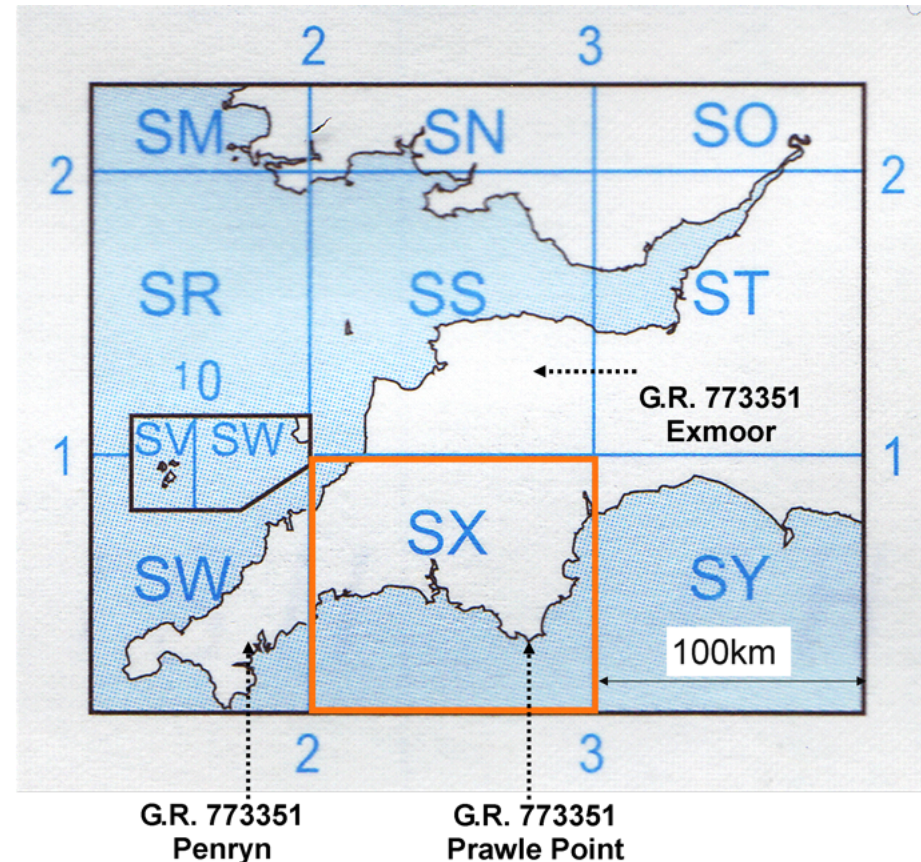 2 3
SM SN SO
2 2
SR SS ST
10
G.R. 773351
Exmoor
SV SW
1 1
SX
SW SY
100km
2 3
G.R. 773351
Penryn
G.R. 773351
Prawle Point